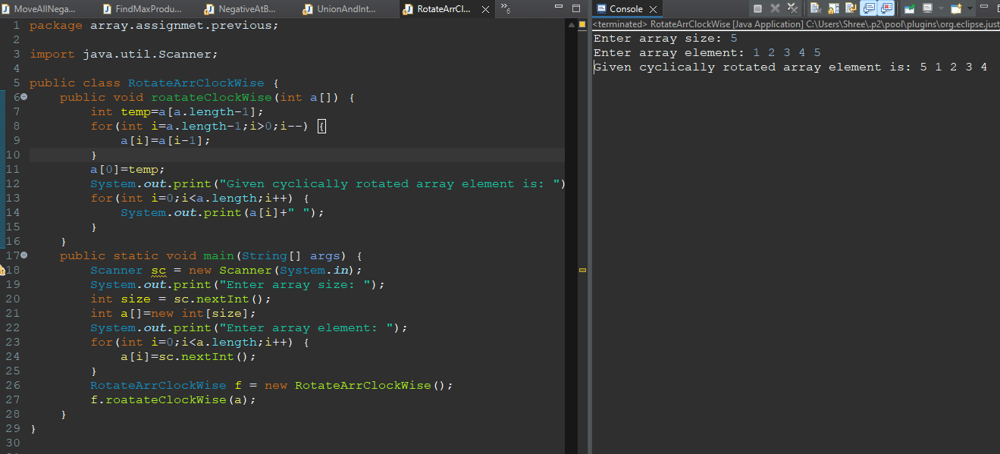 MoveAllNega...
FindMaxProdu...
NegativeAtB...
UnionAndInt...
RotateArrCl...
»6
1 package array.assignmet.previous;
2
3 import java.util.Scanner;
4
5 public class RotateArrClockWise {
6     public void roatateClockWise(int a[]) {
7         int temp=a[a.length-1];
8         for(int i=a.length-1;i>0;i--) {
9             a[i]=a[i-1];
10         }
11         a[0]=temp;
12         System.out.print("Given cyclically rotated array element is: ")
13         for(int i=0;i<a.length;i++) {
14             System.out.print(a[i]+" ");
15         }
16     }
17     public static void main(String[] args) {
18         Scanner sc = new Scanner(System.in);
19         System.out.print("Enter array size: ");
20         int size = sc.nextInt();
21         int a[]=new int[size];
22         System.out.print("Enter array element: ");
23         for(int i=0;i<a.length;i++) {
24             a[i]=sc.nextInt();
25         }
26         RotateArrClockWise f = new RotateArrClockWise();
27         f.roatateClockWise(a);
28     }
29 }
30
Console
<terminated> RotateArrClockWise [Java Application] C:\Users\Shree\.p2\pool\plugins\org.eclipse.just
Enter array size: 5
Enter array element: 1 2 3 4 5
Given cyclically rotated array element is: 5 1 2 3 4